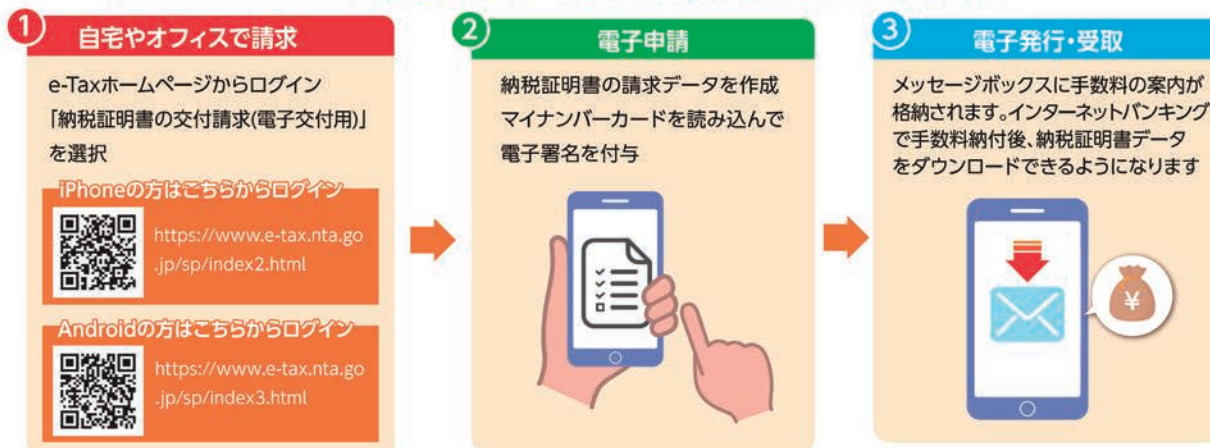 1 自宅やオフィスで請求
e-Taxホームページからログイン
「納税証明書の交付請求(電子交付用)」
を選択
iPhoneの方はこちらからログイン
https://www.e-tax.nta.go
.jp/sp/index2.html
Androidの方はこちらからログイン
https://www.e-tax.nta.go
.jp/sp/index3.html
2 電子申請
納税証明書の請求データを作成
マイナンバーカードを読み込んで
電子署名を付与
3 電子発行・受取
メッセージボックスに手数料の案内が
格納されます。インターネットバンキング
で手数料納付後、納税証明書データ
をダウンロードできるようになります
¥